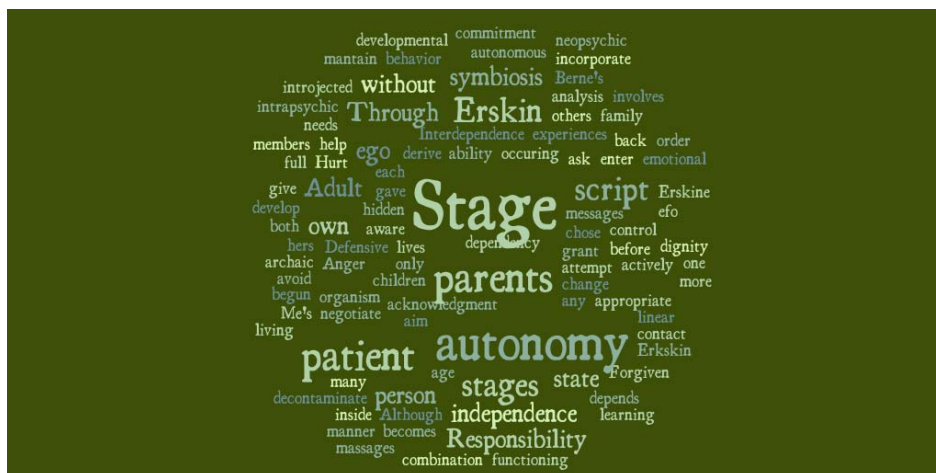 developmental commitment neopsychic
mantain behavior autonomous incorporate
introjected without symbiosis Berne's
intrapsychic Through Erskin analysis involves
needs others family
members help Interdependence experiences back order
full Hurt ego derive ability occuring ask enter emotional
each
give Adult gave Stage script Erskine
develop hidden messages efo
both own aware chose control
hers Defensive lives dependency grant before dignity
archaic Anger only parents attempt actively one
avoid children change more
begun organism acknowledgment any appropriate
Me's negotiate aim linear
living autonomy contact
patient Erkskin
many age stages state Forgiven
decontaminate person depends
inside Although independence learning
manner becomes Responsibility
massages
combination functioning